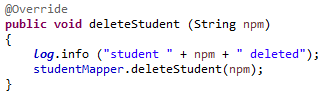 @Override
public void deleteStudent (String npm)
{
    log.info ("student " + npm + " deleted");
    studentMapper.deleteStudent(npm);
}